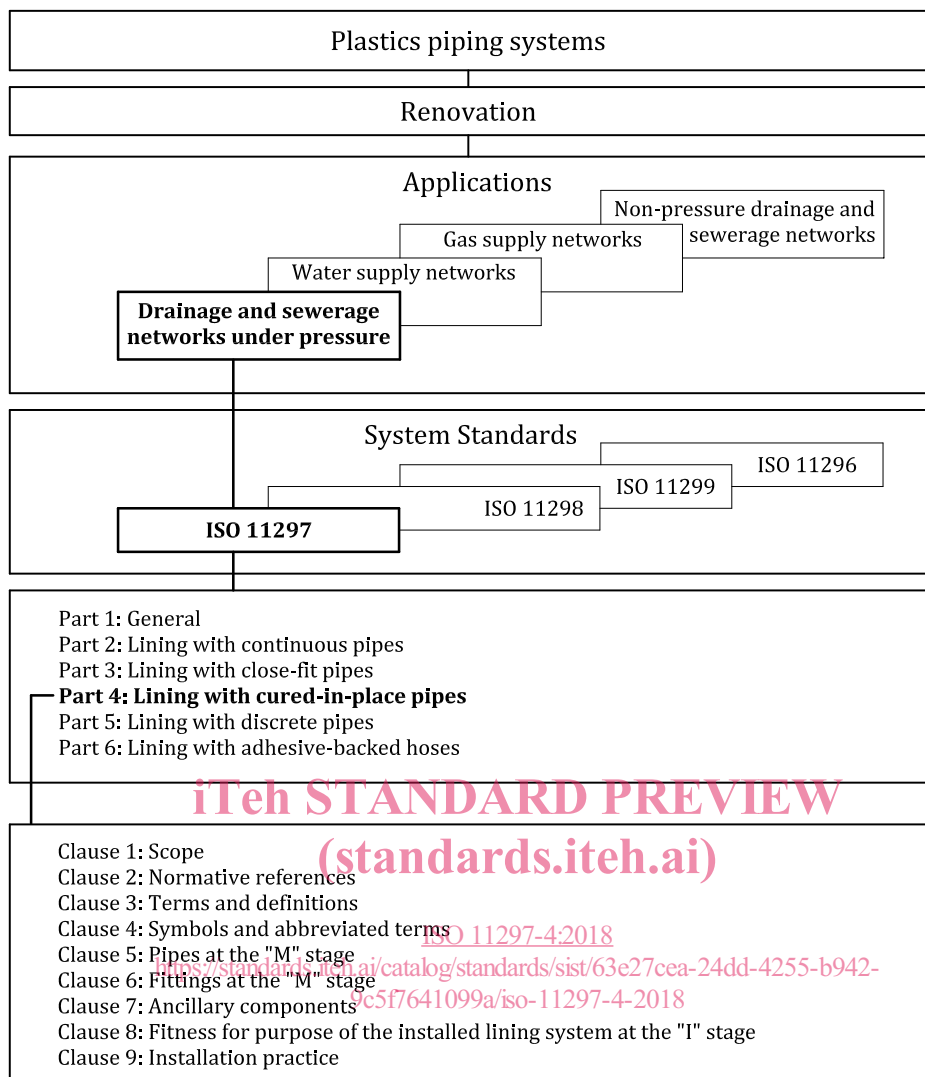 Plastics piping systems
Renovation
Applications
Non-pressure drainage and
sewerage networks
Gas supply networks
Water supply networks
Drainage and sewerage
networks under pressure
System Standards
ISO 11296
ISO 11299
ISO 11298
ISO 11297
Part 1: General
Part 2: Lining with continuous pipes
Part 3: Lining with close-fit pipes
Part 4: Lining with cured-in-place pipes
Part 5: Lining with discrete pipes
Part 6: Lining with adhesive-backed hoses
iTeh STANDARD PREVIEW
(standards.iteh.ai)
Clause 1: Scope
Clause 2: Normative references
Clause 3: Terms and definitions
Clause 4: Symbols and abbreviated terms
ISO 11297-4:2018
Clause 5: Pipes at the "M" stage
https://standards.iteh.ai/catalog/standards/sist/63e27cea-24dd-4255-b942-
Clause 6: Fittings at the "M" stage
9c5f7641099a/iso-11297-4-2018
Clause 7: Ancillary components
Clause 8: Fitness for purpose of the installed lining system at the "I" stage
Clause 9: Installation practice